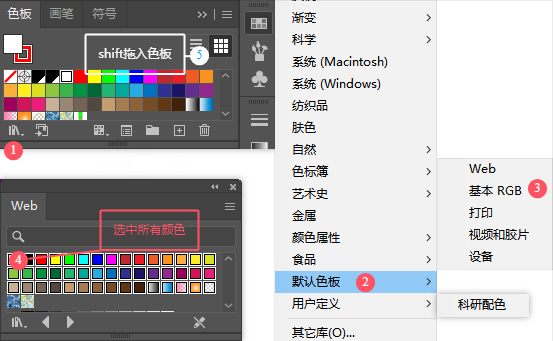 色板 画笔 符号
shift拖入色板
5
1
Web
选中所有颜色
4
渐变
科学
系统 (Macintosh)
系统 (Windows)
纺织品
肤色
自然
色标簿
艺术史
金属
颜色属性
食品
默认色板 2
用户定义
其它库(O)...
Web
基本 RGB 3
打印
视频和胶片
设备
科研配色